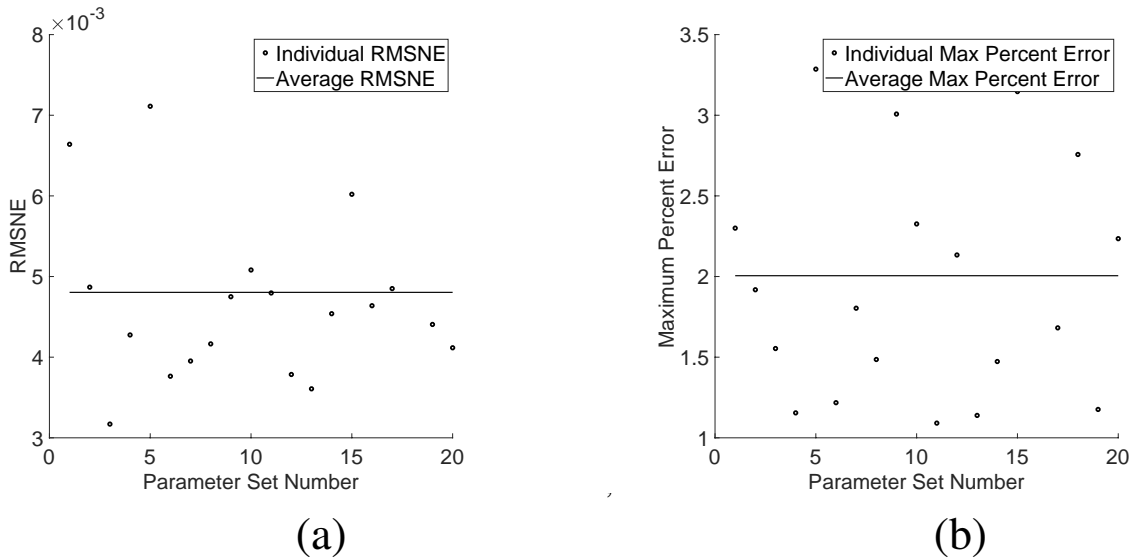 ×10-3
8
7
6
5
4
3
RMSNE
Individual RMSNE
Average RMSNE
0 5 10 15 20
Parameter Set Number
(a)
,
3.5
3
2.5
2
1.5
1
Maximum Percent Error
Individual Max Percent Error
Average Max Percent Error
0 5 10 15 20
Parameter Set Number
(b)